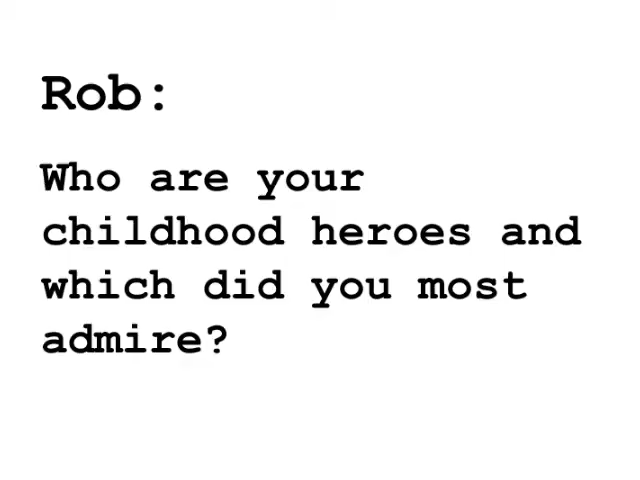 Rob:
Who are your
childhood heroes and
which did you most
admire?